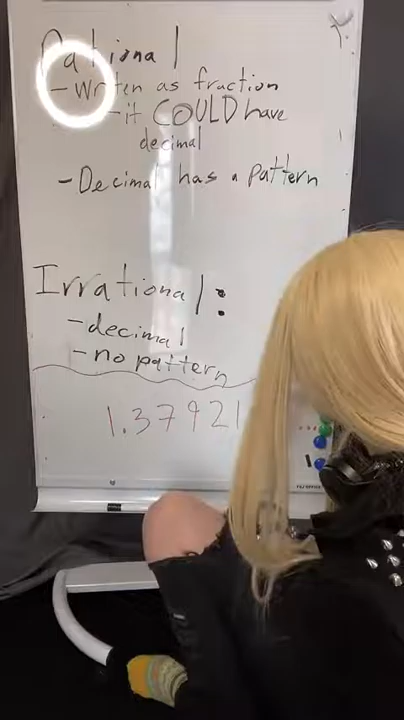 Rational
- Written as fraction
- it COULD have
decimal
- Decimal has a pattern
Irrational:
- decimal
- no pattern
1.37921